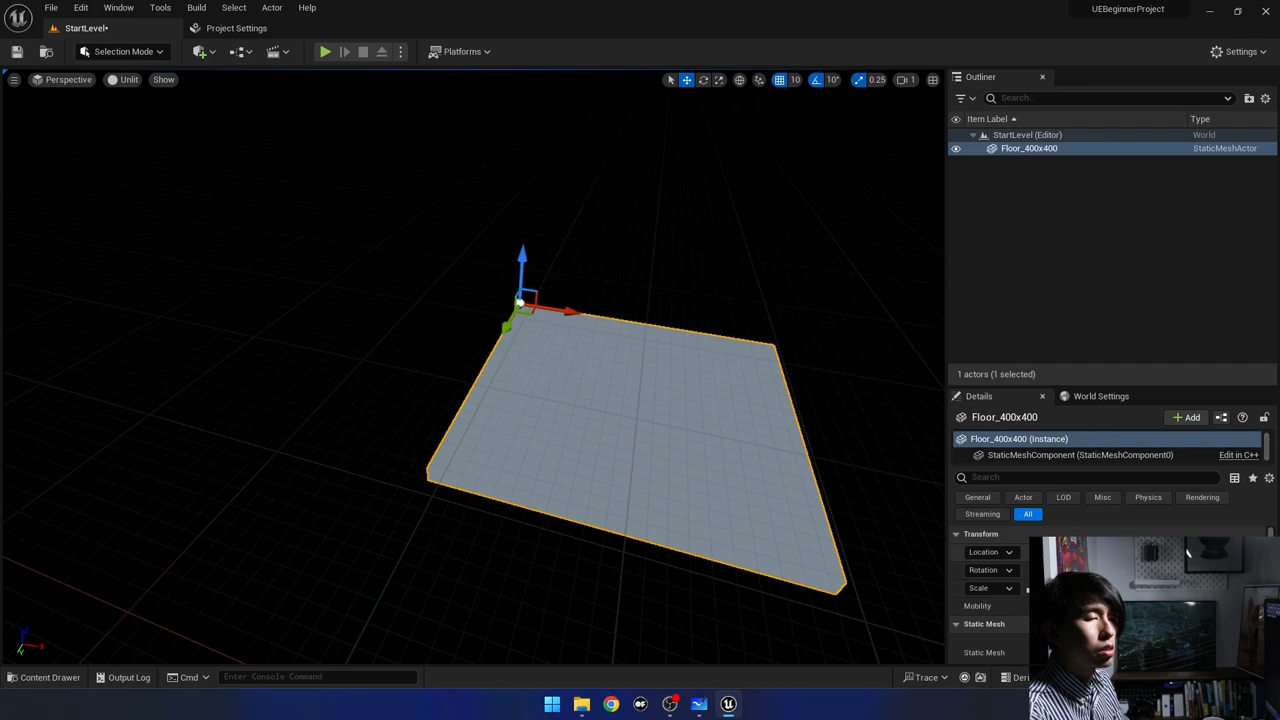 File Edit Window Tools Build Select Actor Help
UEBeginnerProject
StartLevel•
Project Settings
Selection Mode
Platforms
Settings
Perspective Unlit Show
10 10° 0.25 1
Outliner
Search...
Item Label Type
StartLevel (Editor) World
Floor_400x400 StaticMeshActor
1 actors (1 selected)
Details World Settings
Floor_400x400 + Add
Floor_400x400 (Instance)
StaticMeshComponent (StaticMeshComponent0) Edit in C++
Search
General Actor LOD Misc Physics Rendering
Streaming All
Transform
Location
Rotation
Scale
Mobility
Static Mesh
Static Mesh
Z X Y
Content Drawer Output Log Cmd Enter Console Command Trace Deri